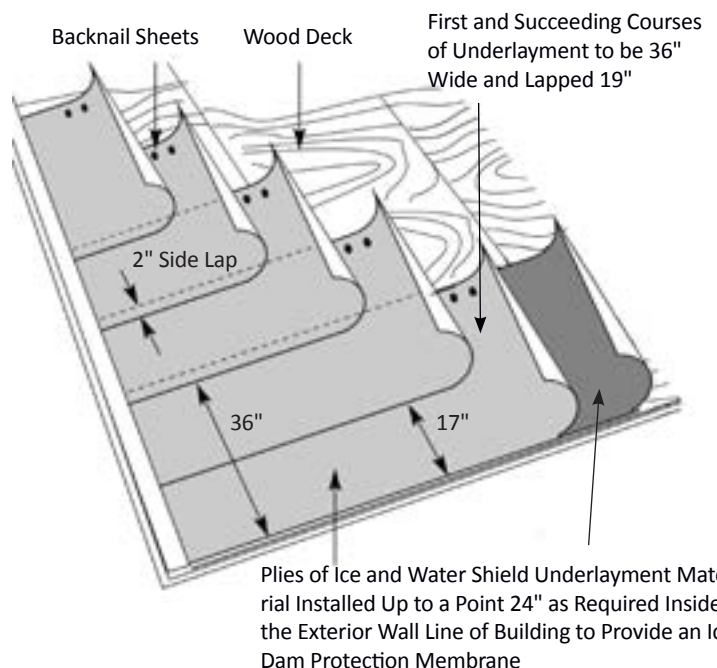 Backnail Sheets
Wood Deck
First and Succeeding Courses
of Underlayment to be 36"
Wide and Lapped 19"
2" Side Lap
36"
17"
Plies of Ice and Water Shield Underlayment Mate
rial Installed Up to a Point 24" as Required Inside
the Exterior Wall Line of Building to Provide an Ic
Dam Protection Membrane